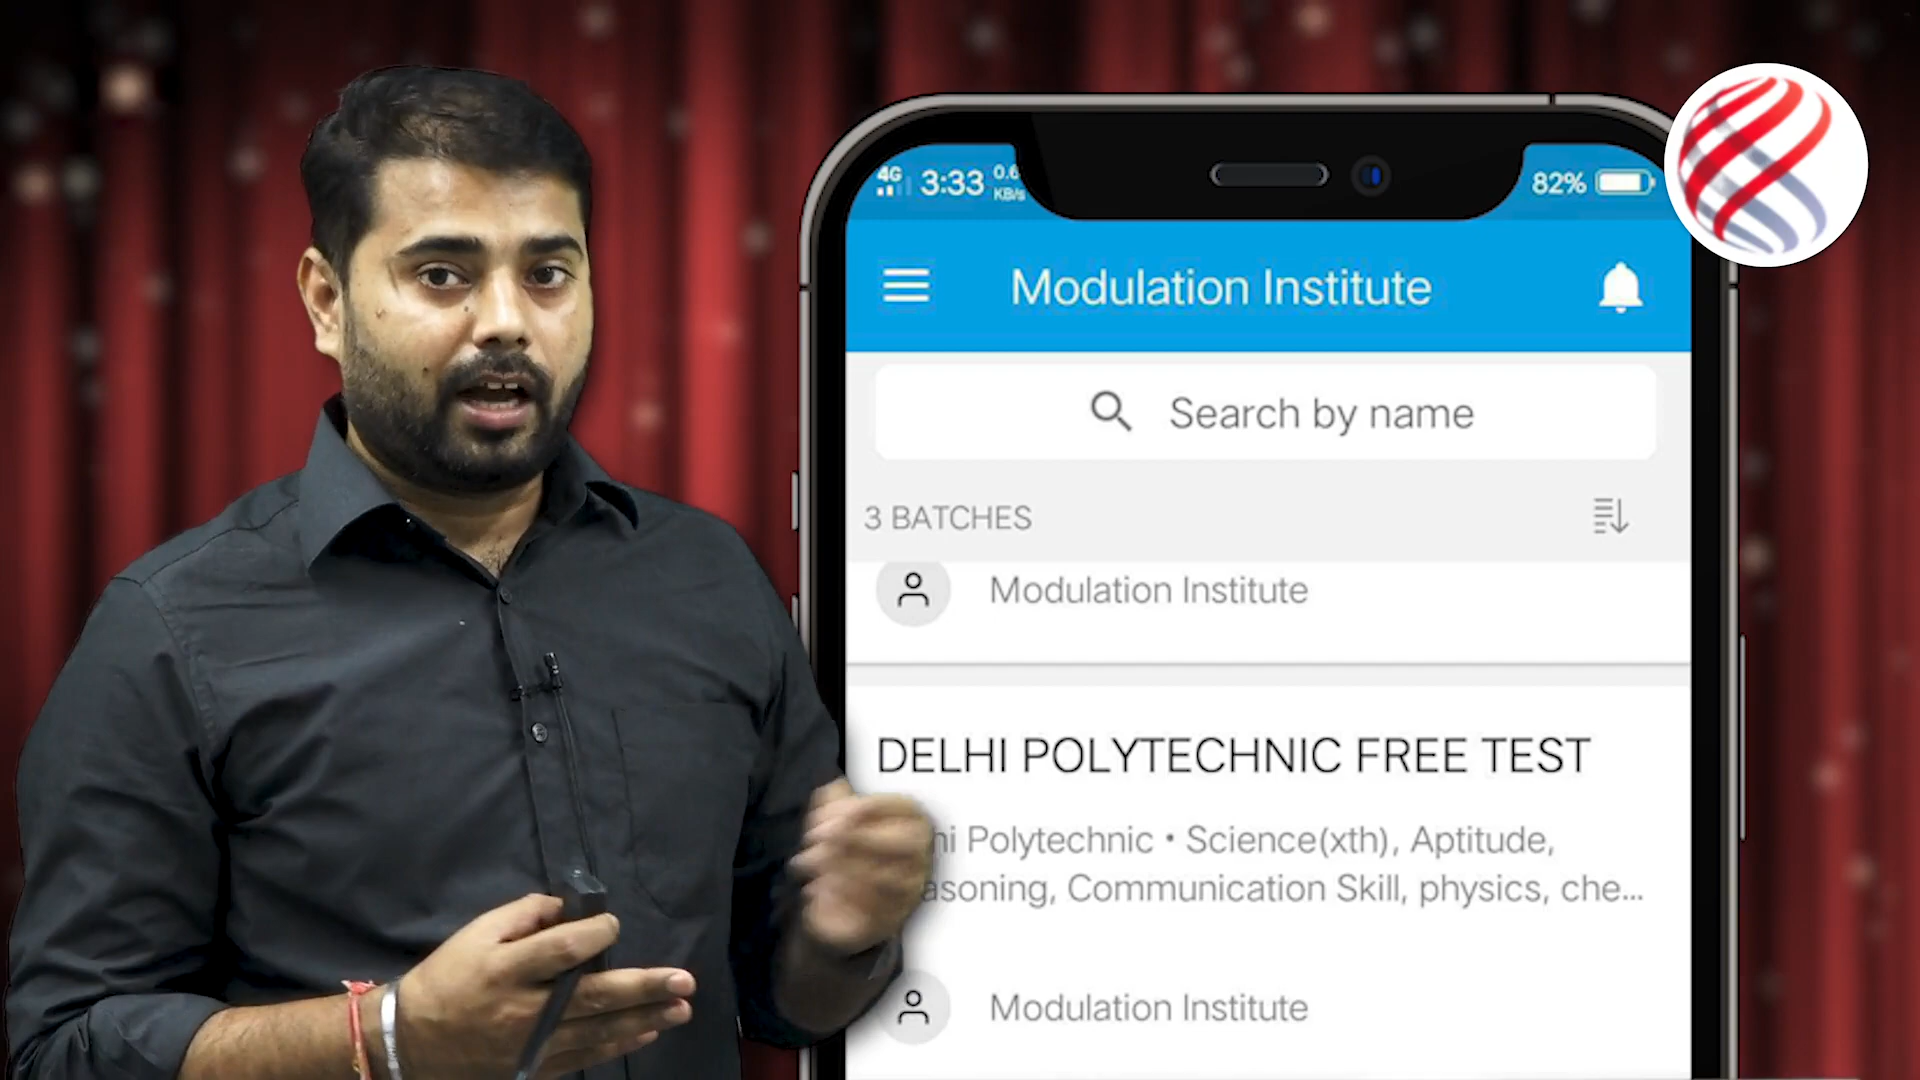 4G 3:33 0.6 KB/s 82%
Modulation Institute
Search by name
3 BATCHES
Modulation Institute
DELHI POLYTECHNIC FREE TEST
Polytechnic • Science(xth), Aptitude,
Communication Skill, physics, che...
Modulation Institute